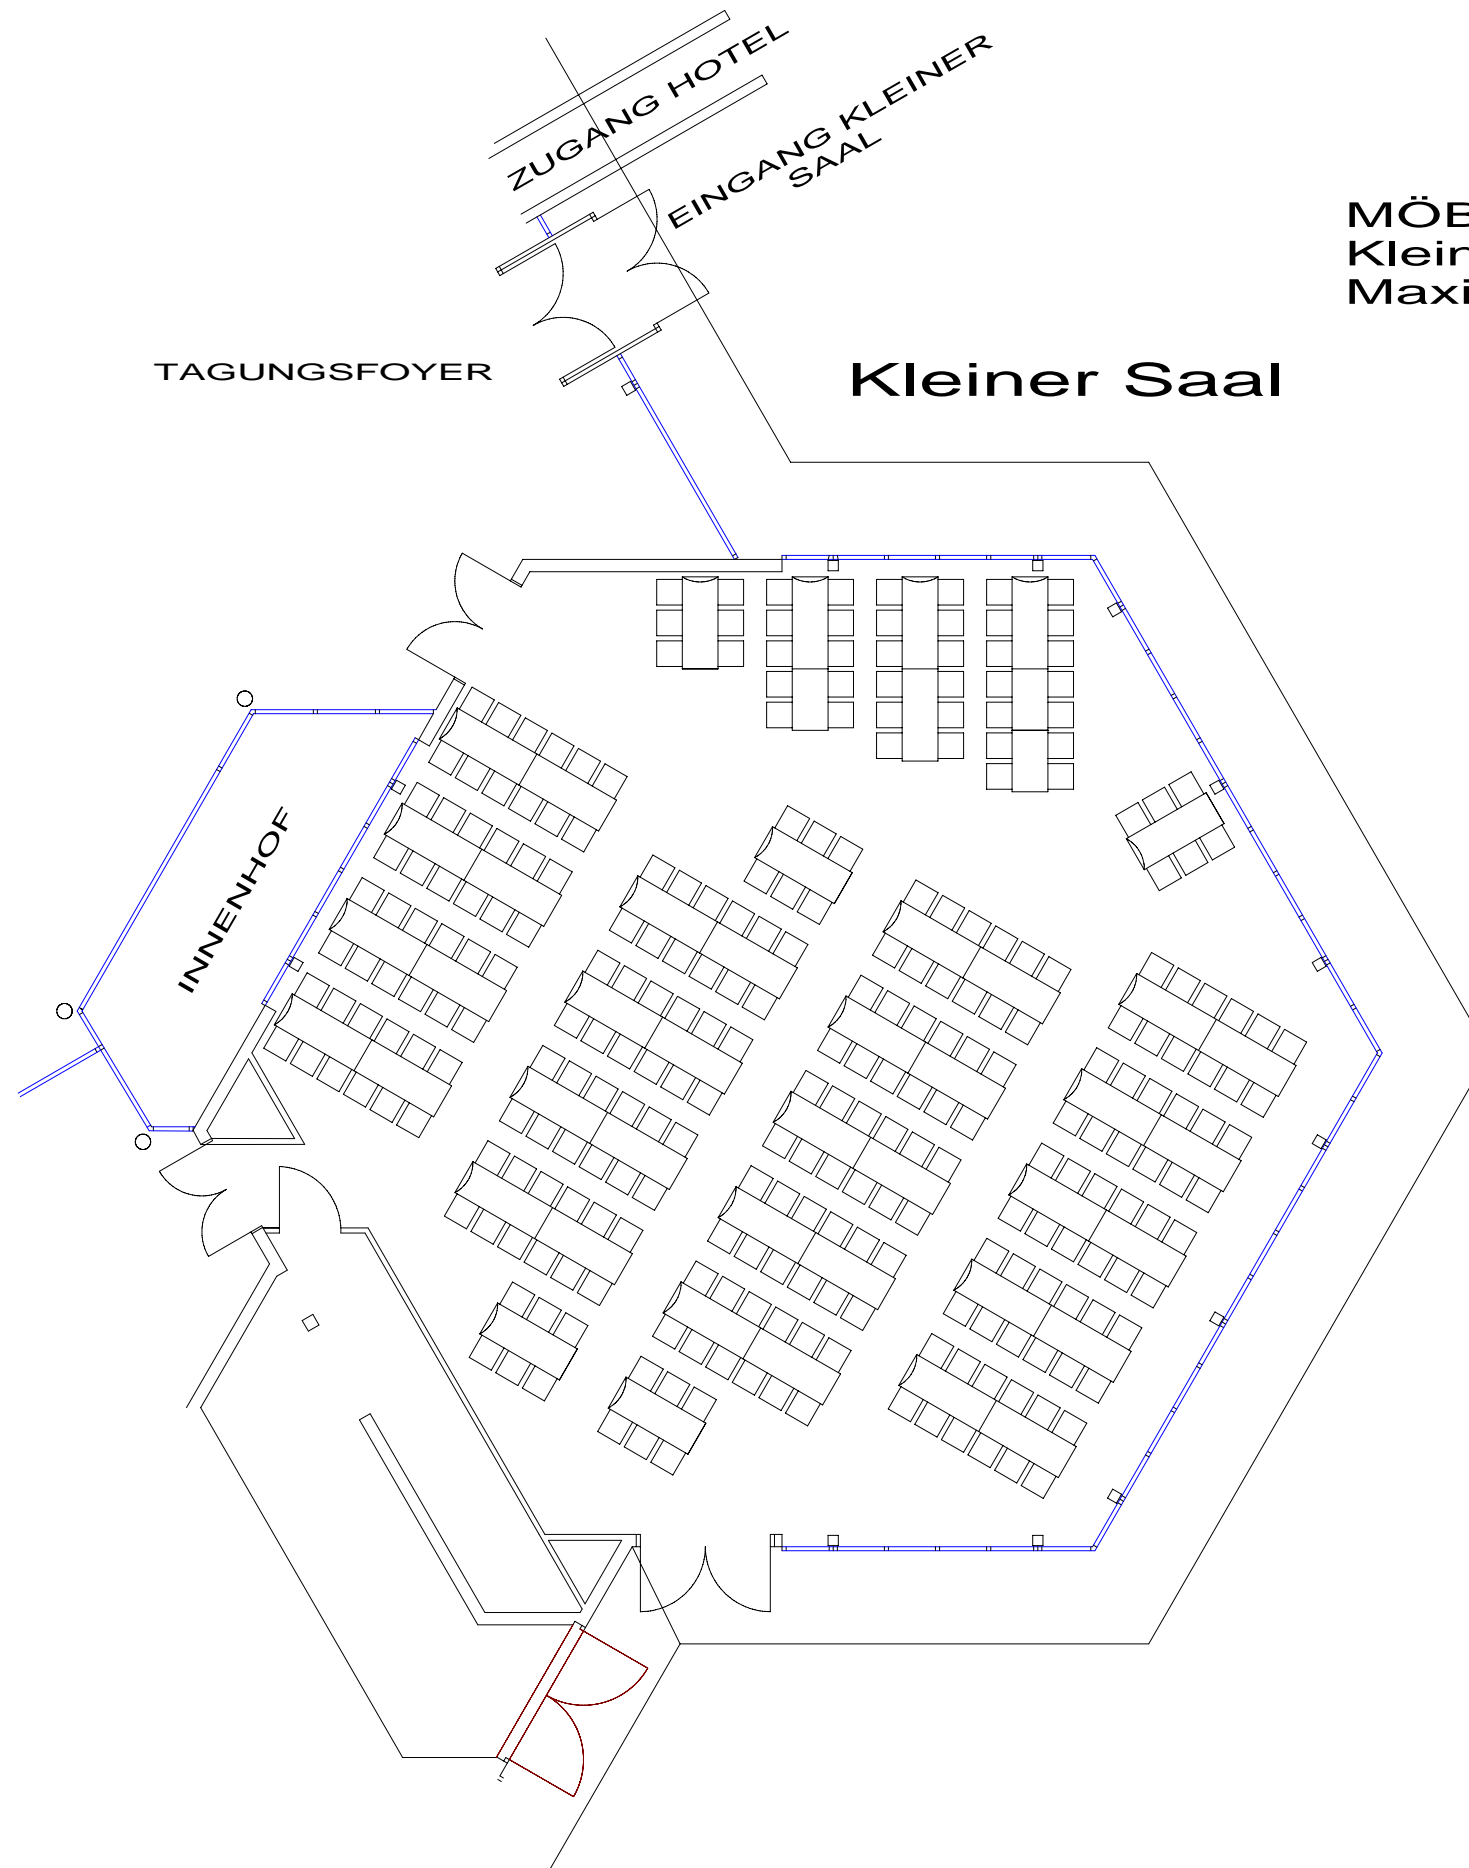 ZUGANG HOTEL
EINGANG KLEINER
SAAL
MÖB
Klein
Maxi
TAGUNGSFOYER
Kleiner Saal
INNENHOF